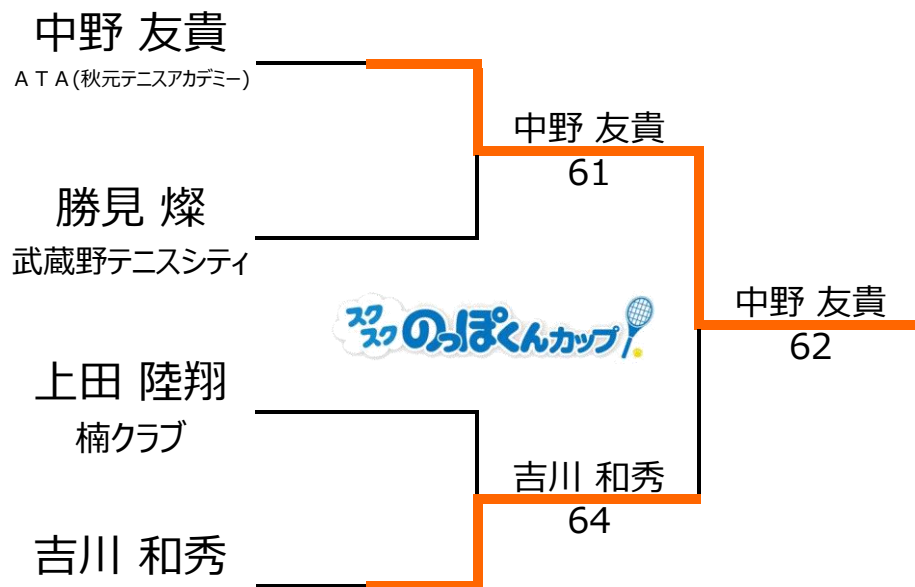 中野 友貴
ＡＴＡ(秋元テニスアカデミー)
中野 友貴
61
勝見 燦
武蔵野テニスシティ
スクスク のっぽくんカップ
中野 友貴
62
上田 陸翔
楠クラブ
吉川 和秀
64
吉川 和秀